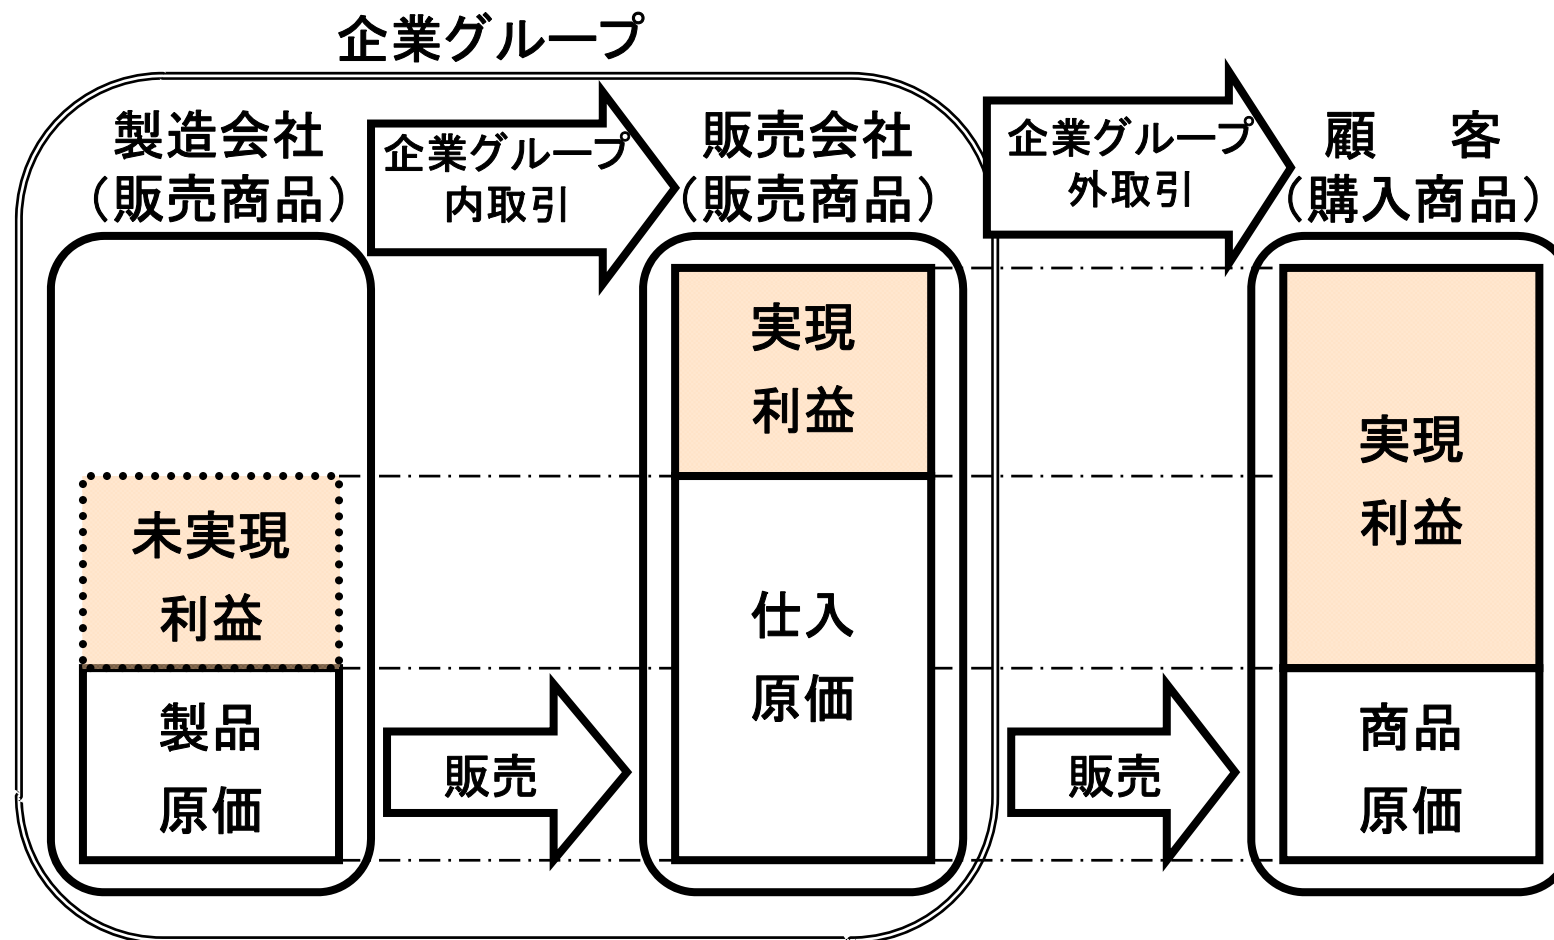 企業グループ
製造会社
（販売商品）
企業グループ
内取引
販売会社
（販売商品）
企業グループ
外取引
顧　客
（購入商品）
未実現
利益
製品
原価
販売
実現
利益
仕入
原価
販売
実現
利益
商品
原価